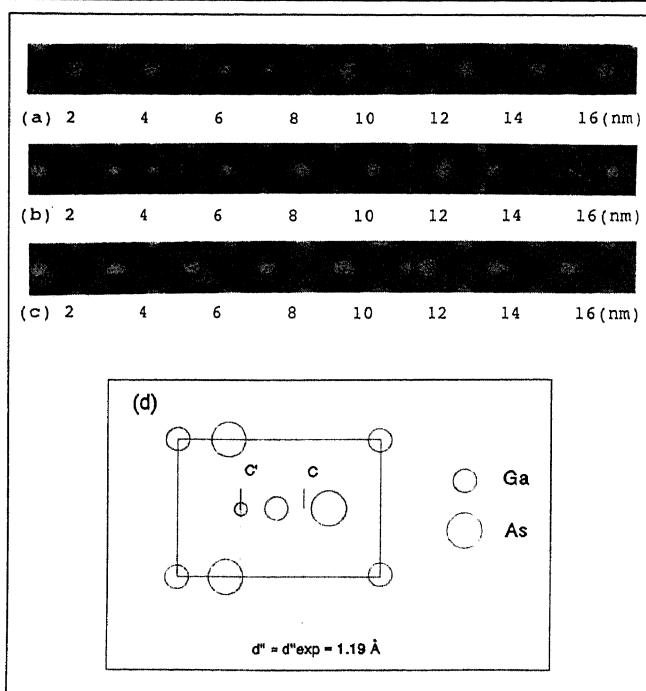 (a) 2 4 6 8 10 12 14 16(nm)
(b) 2 4 6 8 10 12 14 16(nm)
(c) 2 4 6 8 10 12 14 16(nm)
(d)
C' C
Ga
As
d" ≈ d"exp = 1.19 Å